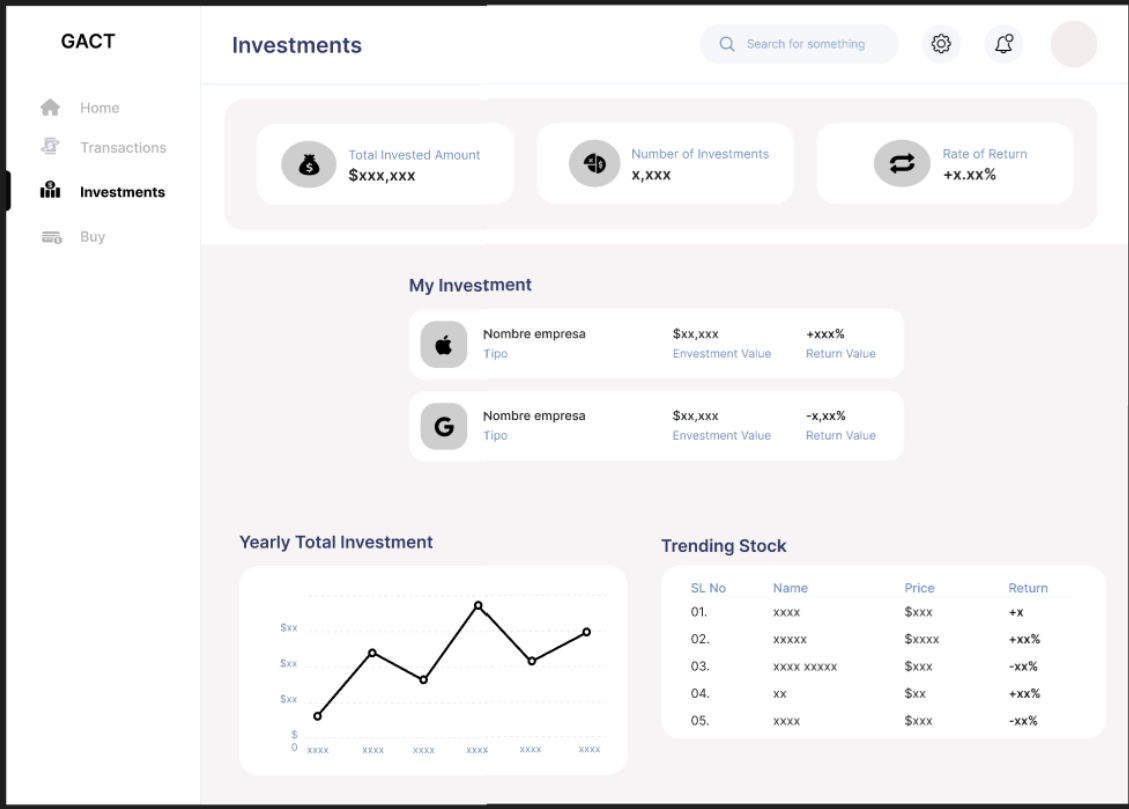 GACT
Investments
Search for something
Home
Transactions
Investments
Buy
Total Invested Amount
$xxx,xxx
Number of Investments
x,xxx
Rate of Return
+x.xx%
My Investment
Nombre empresa $xx,xxx +xxx%
Tipo Envestment Value Return Value
G
Nombre empresa $xx,xxx -x,xx%
Tipo Envestment Value Return Value
Yearly Total Investment
$xx
$xx
$xx
$
0 xxxx xxxx xxxx xxxx xxxx xxxx
Trending Stock
SL No Name Price Return
01. xxxx $xxx +x
02. xxxxx $xxxx +xx%
03. xxxx xxxxx $xxx -xx%
04. xx $xx +xx%
05. xxxx $xxx -xx%